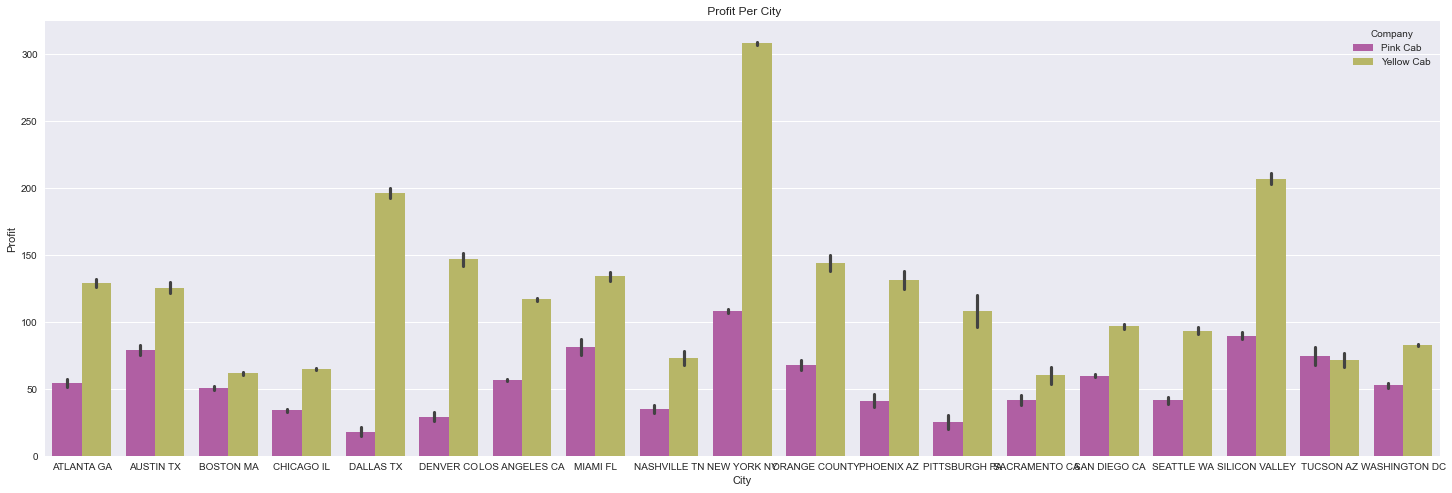 Profit Per City
Company
Pink Cab
Yellow Cab
Profit
300
250
200
150
100
50
0
ATLANTA GA
AUSTIN TX
BOSTON MA
CHICAGO IL
DALLAS TX
DENVER CO
LOS ANGELES CA
MIAMI FL
NASHVILLE TN
NEW YORK NY
ORANGE COUNTY
PHOENIX AZ
PITTSBURGH PA
SACRAMENTO CA
SAN DIEGO CA
SEATTLE WA
SILICON VALLEY
TUCSON AZ
WASHINGTON DC
City